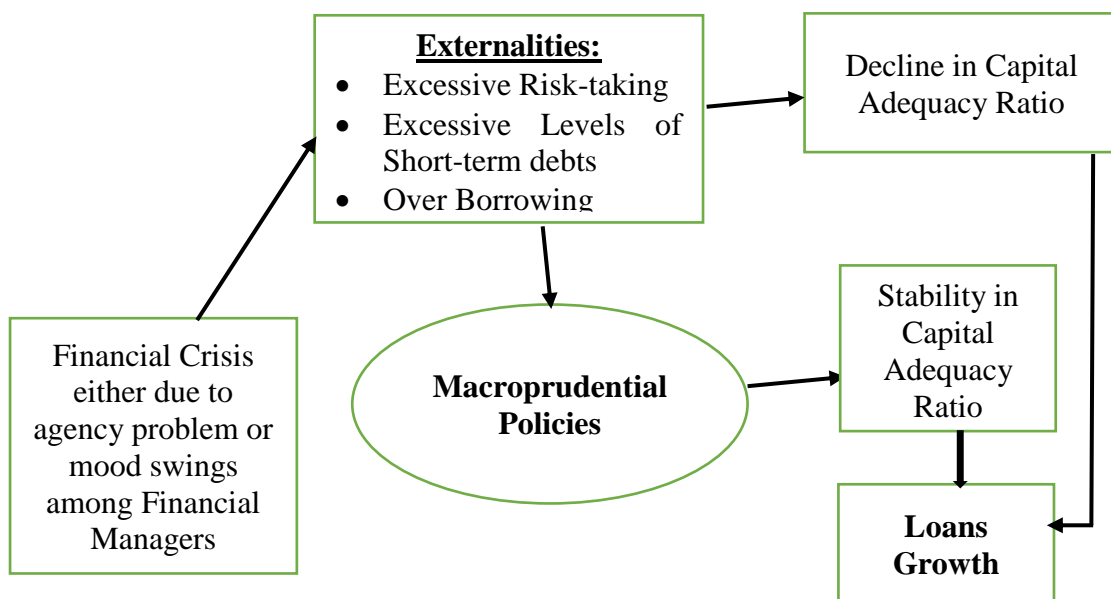 Externalities:
• Excessive Risk-taking
• Excessive Levels of
Short-term debts
• Over Borrowing
Decline in Capital
Adequacy Ratio
Financial Crisis
either due to
agency problem or
mood swings
among Financial
Managers
Macroprudential
Policies
Stability in
Capital
Adequacy
Ratio
Loans
Growth